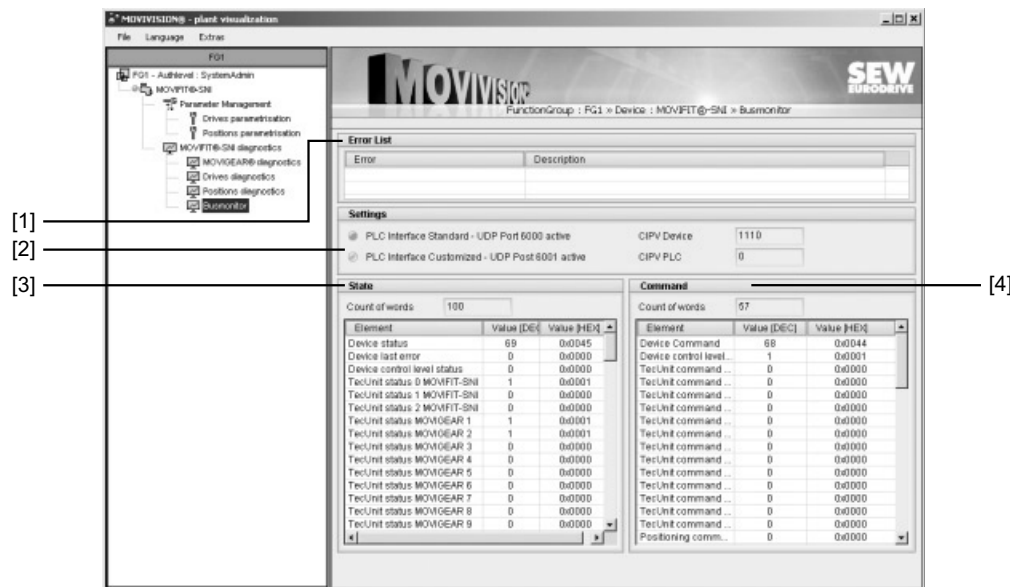 MOVIVISION® - plant visualization
File Language Extras
FG1
FG1 - Authlevel : SystemAdmin
MOVIFIT®-SNI
Parameter Management
Drives parametrisation
Positions parametrisation
MOVIFIT®-SNI diagnostics
MOVIGEAR® diagnostics
Drives diagnostics
Positions diagnostics
Busmonitor
MOVIVISION®
SEW
EURODRIVE
FunctionGroup : FG1 » Device : MOVIFIT®-SNI » Busmonitor
[1]
Error List
Error Description
[2]
Settings
PLC Interface Standard - UDP Port 6000 active CIPV Device 1110
PLC Interface Customized - UDP Post 6001 active CIPV PLC 0
[3]
State
Count of words 100
Element Value [DEC] Value [HEX]
Device status 69 0x0045
Device last error 0 0x0000
Device control level status 0 0x0000
TecUnit status 0 MOVIFIT-SNI 1 0x0001
TecUnit status 1 MOVIFIT-SNI 0 0x0000
TecUnit status 2 MOVIFIT-SNI 0 0x0000
TecUnit status MOVIGEAR 1 1 0x0001
TecUnit status MOVIGEAR 2 1 0x0001
TecUnit status MOVIGEAR 3 0 0x0000
TecUnit status MOVIGEAR 4 0 0x0000
TecUnit status MOVIGEAR 5 0 0x0000
TecUnit status MOVIGEAR 6 0 0x0000
TecUnit status MOVIGEAR 7 0 0x0000
TecUnit status MOVIGEAR 8 0 0x0000
TecUnit status MOVIGEAR 9 0 0x0000
[4]
Command
Count of words 67
Element Value [DEC] Value [HEX]
Device Command 68 0x0044
Device control level... 1 0x0001
TecUnit command ... 0 0x0000
TecUnit command ... 0 0x0000
TecUnit command ... 0 0x0000
TecUnit command ... 0 0x0000
TecUnit command ... 0 0x0000
TecUnit command ... 0 0x0000
TecUnit command ... 0 0x0000
TecUnit command ... 0 0x0000
TecUnit command ... 0 0x0000
TecUnit command ... 0 0x0000
TecUnit command ... 0 0x0000
TecUnit command ... 0 0x0000
Positioning comm... 0 0x0000